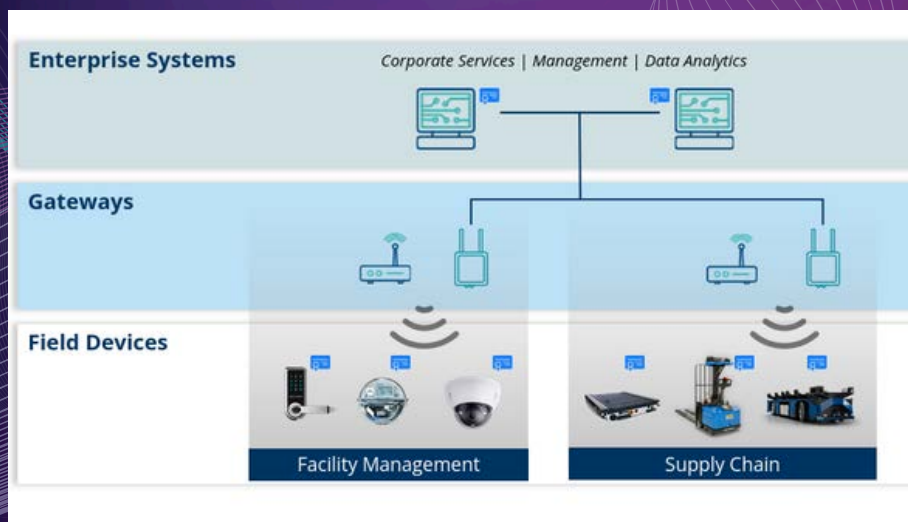 Enterprise Systems
Corporate Services | Management | Data Analytics
Gateways
Field Devices
Facility Management
Supply Chain